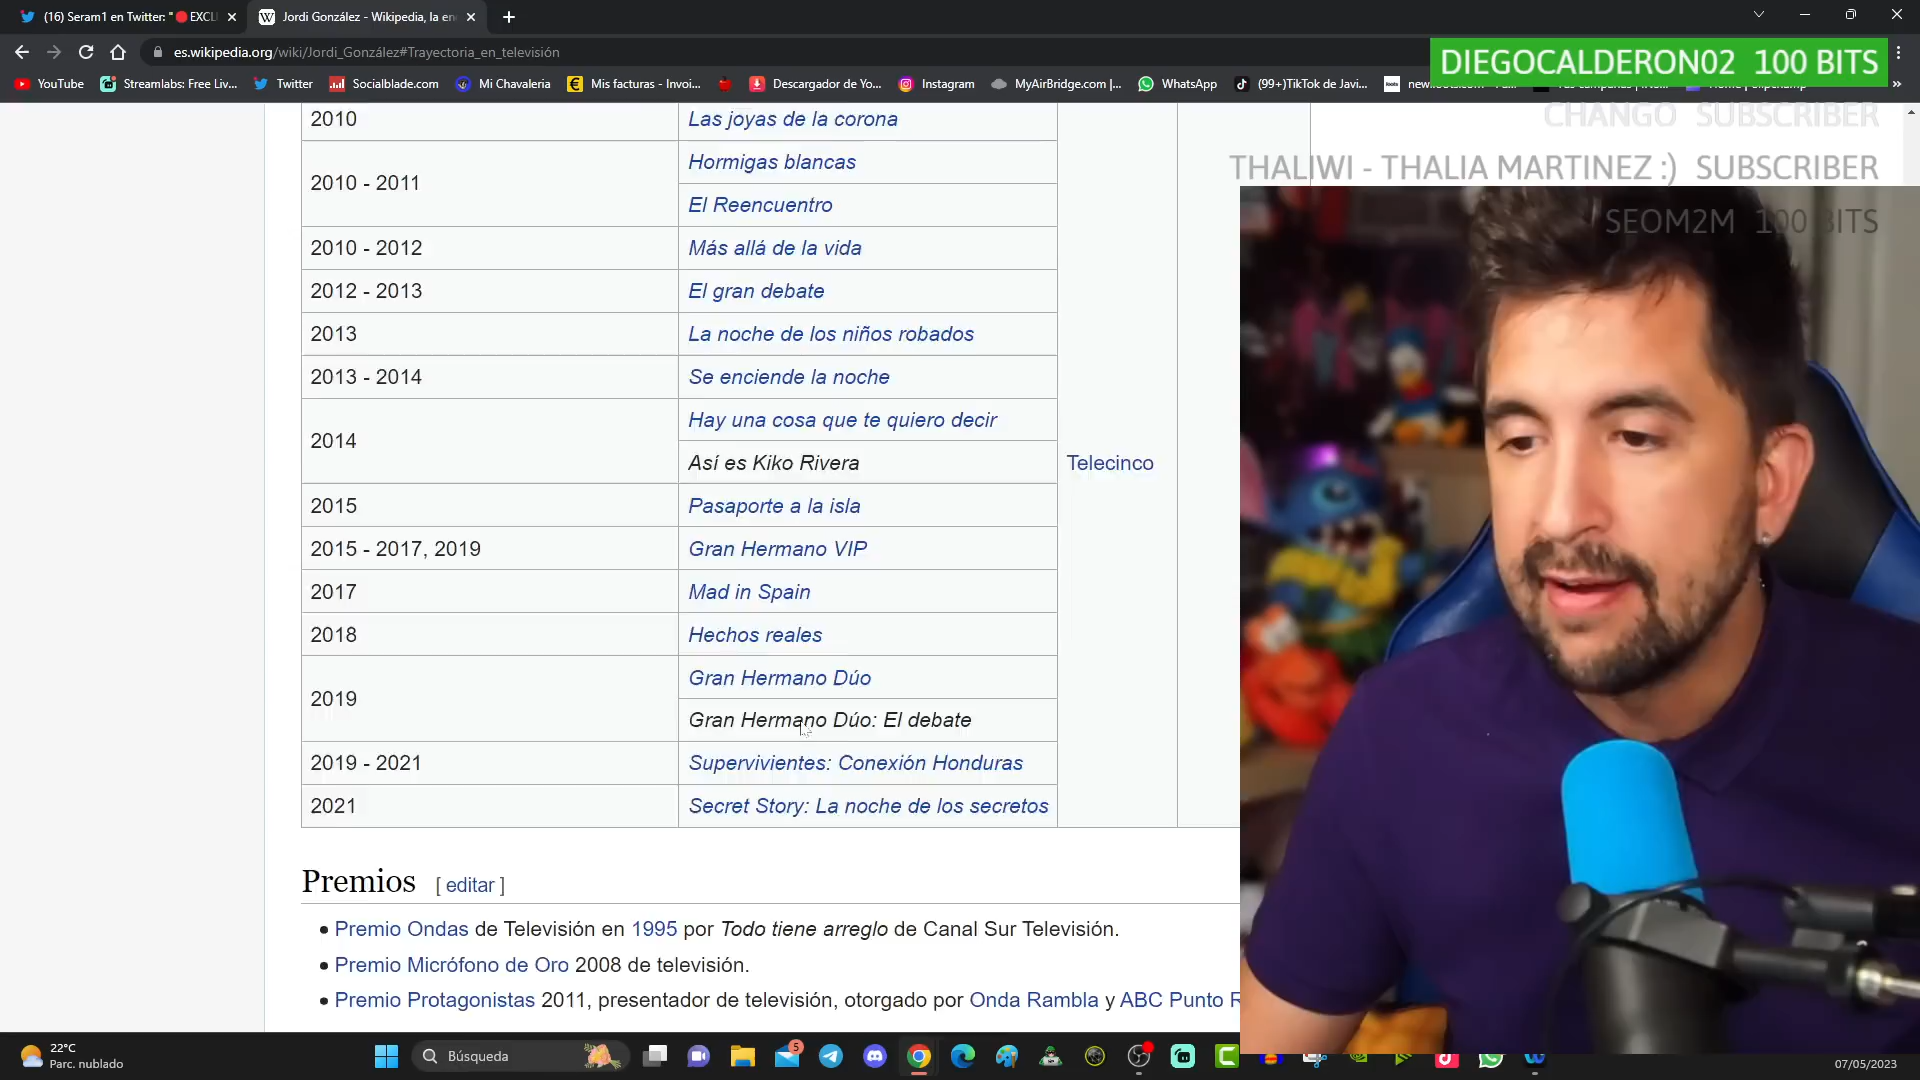 (16) Seram1 en Twitter: "🔴EXCL
Jordi González - Wikipedia, la en
es.wikipedia.org/wiki/Jordi_González#Trayectoria_en_televisión
YouTube
Streamlabs: Free Liv...
Twitter
Socialblade.com
Mi Chavaleria
Mis facturas - Invoi...
Descargador de Yo...
Instagram
MyAirBridge.com |...
WhatsApp
(99+)TikTok de Javi...
DIEGOCALDERON02 100 BITS
CHANGO SUBSCRIBER
THALIWI - THALIA MARTINEZ :) SUBSCRIBER
SEOM2M 100 BITS
2010 Las joyas de la corona
2010 - 2011 Hormigas blancas
El Reencuentro
2010 - 2012 Más allá de la vida
2012 - 2013 El gran debate
2013 La noche de los niños robados
2013 - 2014 Se enciende la noche
2014 Hay una cosa que te quiero decir
Así es Kiko Rivera
Telecinco
2015 Pasaporte a la isla
2015 - 2017, 2019 Gran Hermano VIP
2017 Mad in Spain
2018 Hechos reales
2019 Gran Hermano Dúo
Gran Hermano Dúo: El debate
2019 - 2021 Supervivientes: Conexión Honduras
2021 Secret Story: La noche de los secretos
Premios [ editar ]
Premio Ondas de Televisión en 1995 por Todo tiene arreglo de Canal Sur Televisión.
Premio Micrófono de Oro 2008 de televisión.
Premio Protagonistas 2011, presentador de televisión, otorgado por Onda Rambla y ABC Punto R
22°C
Parc. nublado
Búsqueda
5
07/05/2023